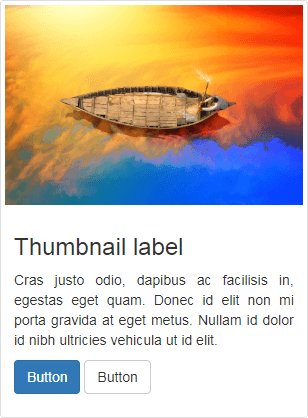 Thumbnail label
Cras justo odio, dapibus ac facilisis in,
egestas eget quam. Donec id elit non mi
porta gravida at eget metus. Nullam id dolor
id nibh ultricies vehicula ut id elit.
Button Button